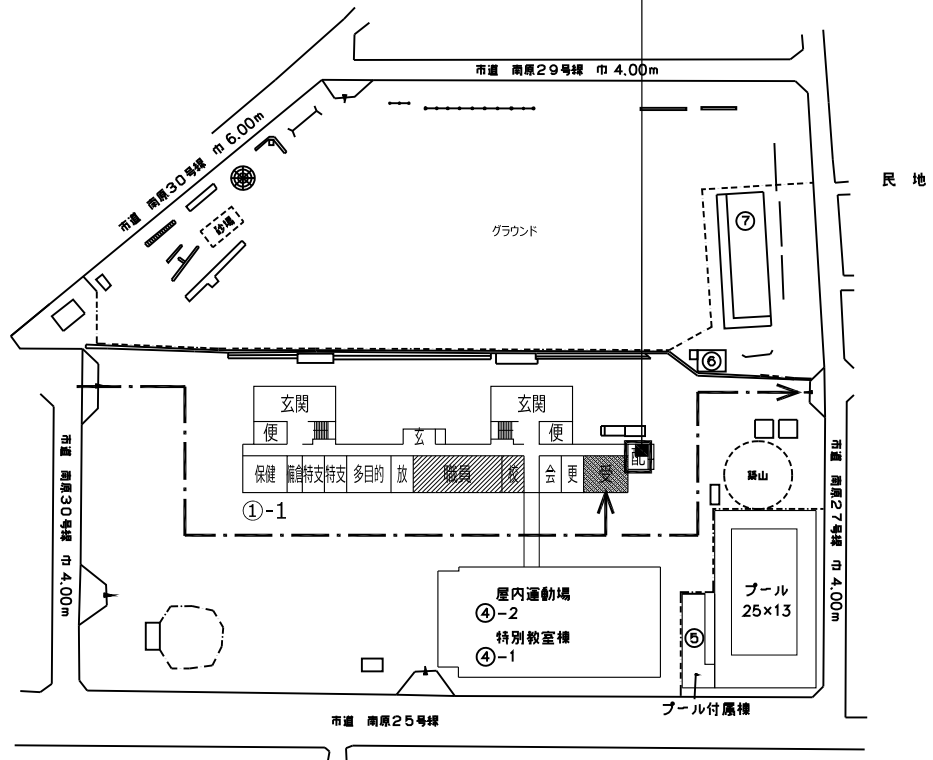 市道 南原29号線 巾 4.00m
市道 南原30号線 巾 6.00m
民 地
⑦
砂場
グラウンド
⑥
玄関
玄関
便
玄
便
配
保健
備倉
特支
特支
多目的
放
職員
校
会
更
受
築山
①-1
市道 南原30号線 巾 4.00m
市道 南原27号線 巾 4.00m
プール
25×13
屋内運動場
④-2
特別教室棟
④-1
⑤
プール付属棟
市道 南原25号線